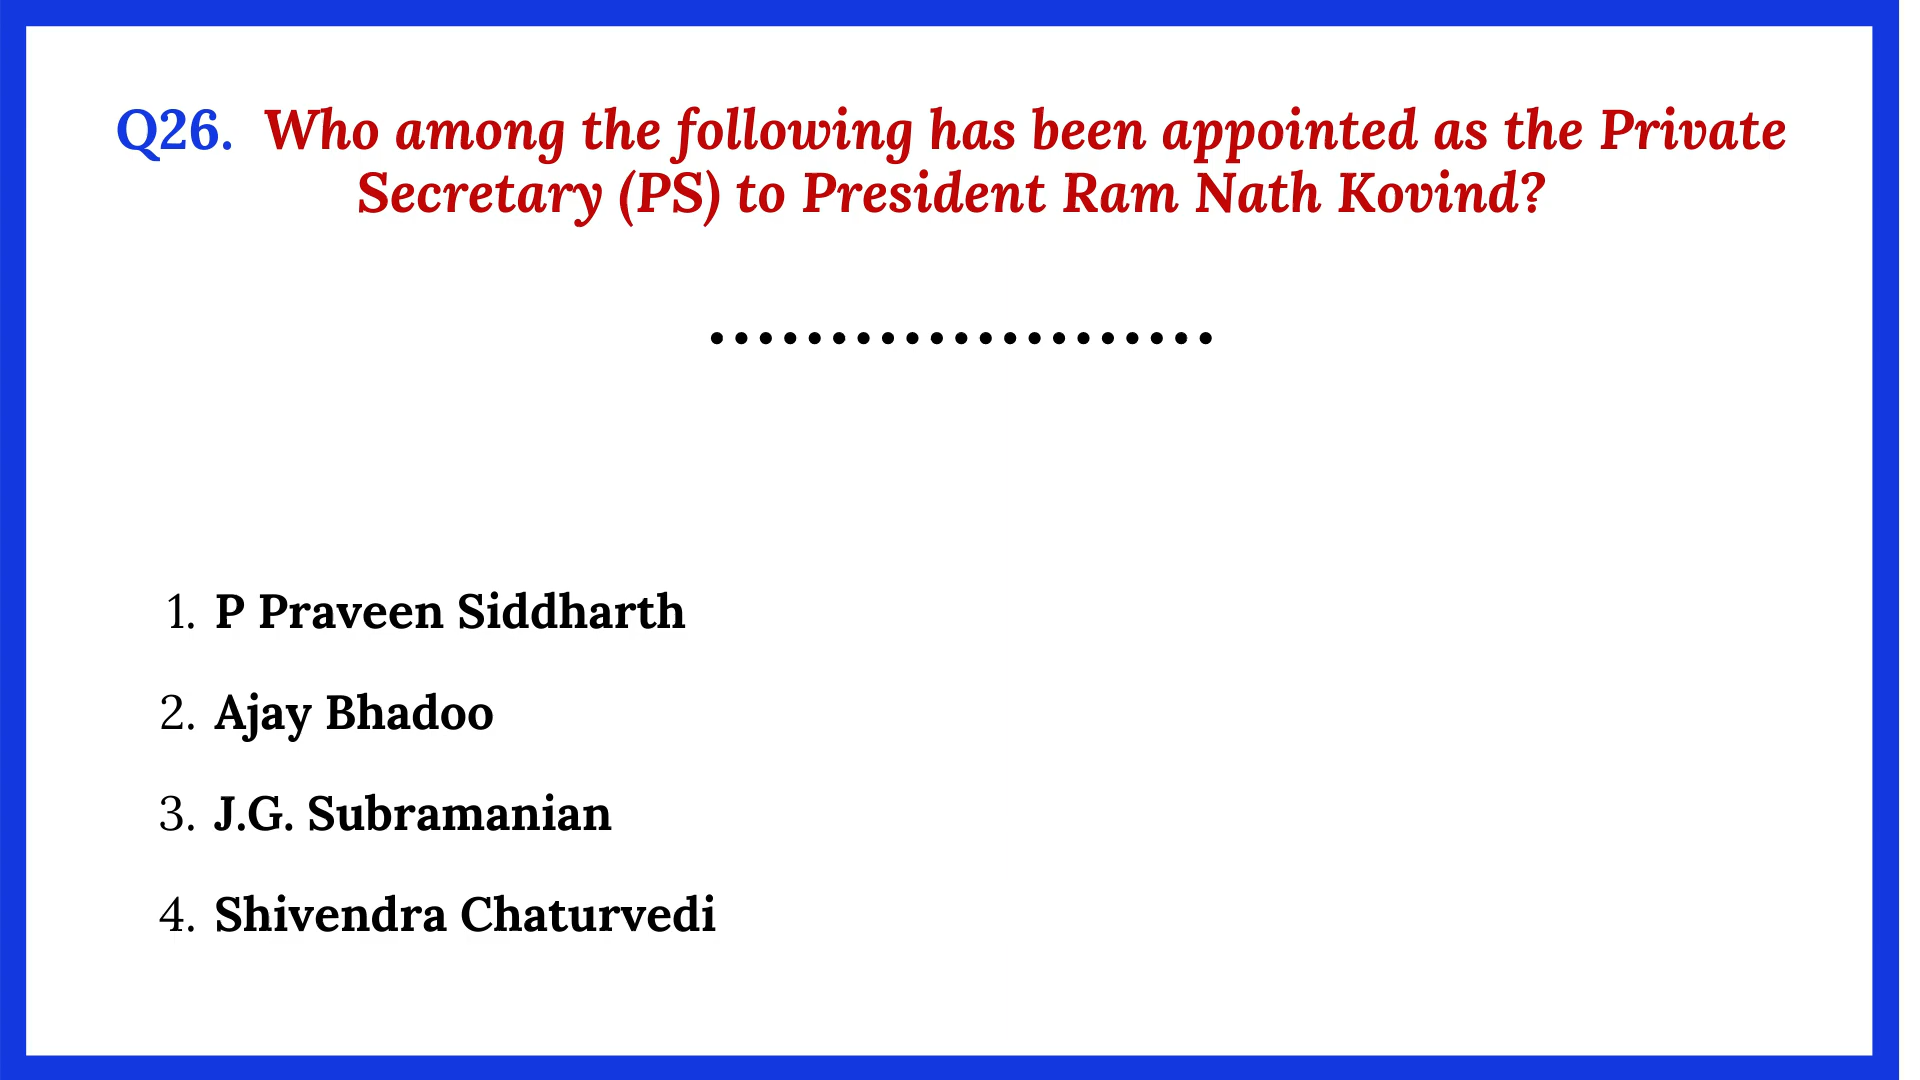 Q26. Who among the following has been appointed as the Private
Secretary (PS) to President Ram Nath Kovind?
.....................
1. P Praveen Siddharth
2. Ajay Bhadoo
3. J.G. Subramanian
4. Shivendra Chaturvedi